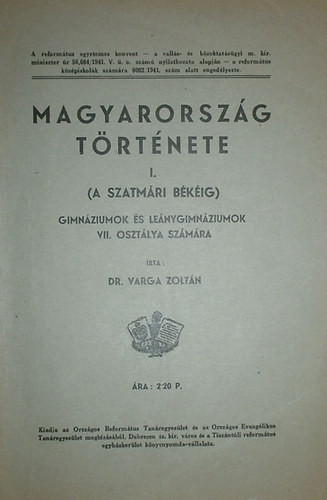 A református egyetemes konvent — a vallás- és közoktatásügyi m. kir.
miniszter úr 56,604/1941. V. ü. o. számú nyilatkozata alapján — a református
középiskolák számára 9082/1941. szám alatt engedélyezte.
MAGYARORSZÁG
TÖRTÉNETE
I.
(A SZATMÁRI BÉKÉIG)
GIMNÁZIUMOK ÉS LEÁNYGIMNÁZIUMOK
VII. OSZTÁLYA SZÁMÁRA
IRTA :
DR. VARGA ZOLTÁN
ÁRA : 2·20 P.
Kiadja az Országos Református Tanáregyesület és az Országos Evangélikus
Tanáregyesület megbízásából. Debrecen sz. kir. város és a Tiszántúli református
egyházkerület könyvnyomda-vállalata.